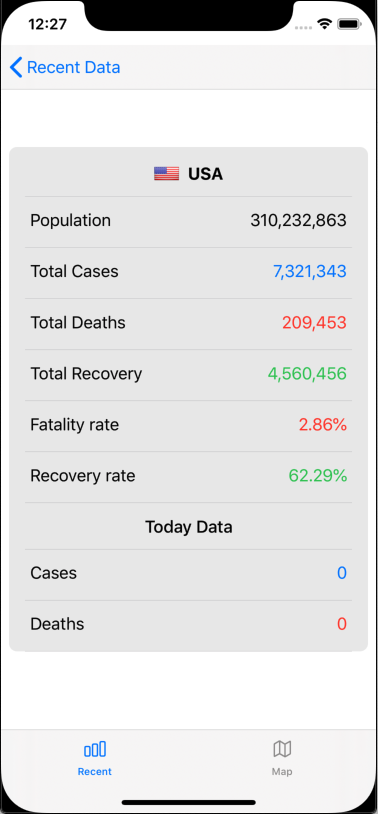 12:27
Recent Data
USA
Population 310,232,863
Total Cases 7,321,343
Total Deaths 209,453
Total Recovery 4,560,456
Fatality rate 2.86%
Recovery rate 62.29%
Today Data
Cases 0
Deaths 0
Recent Map